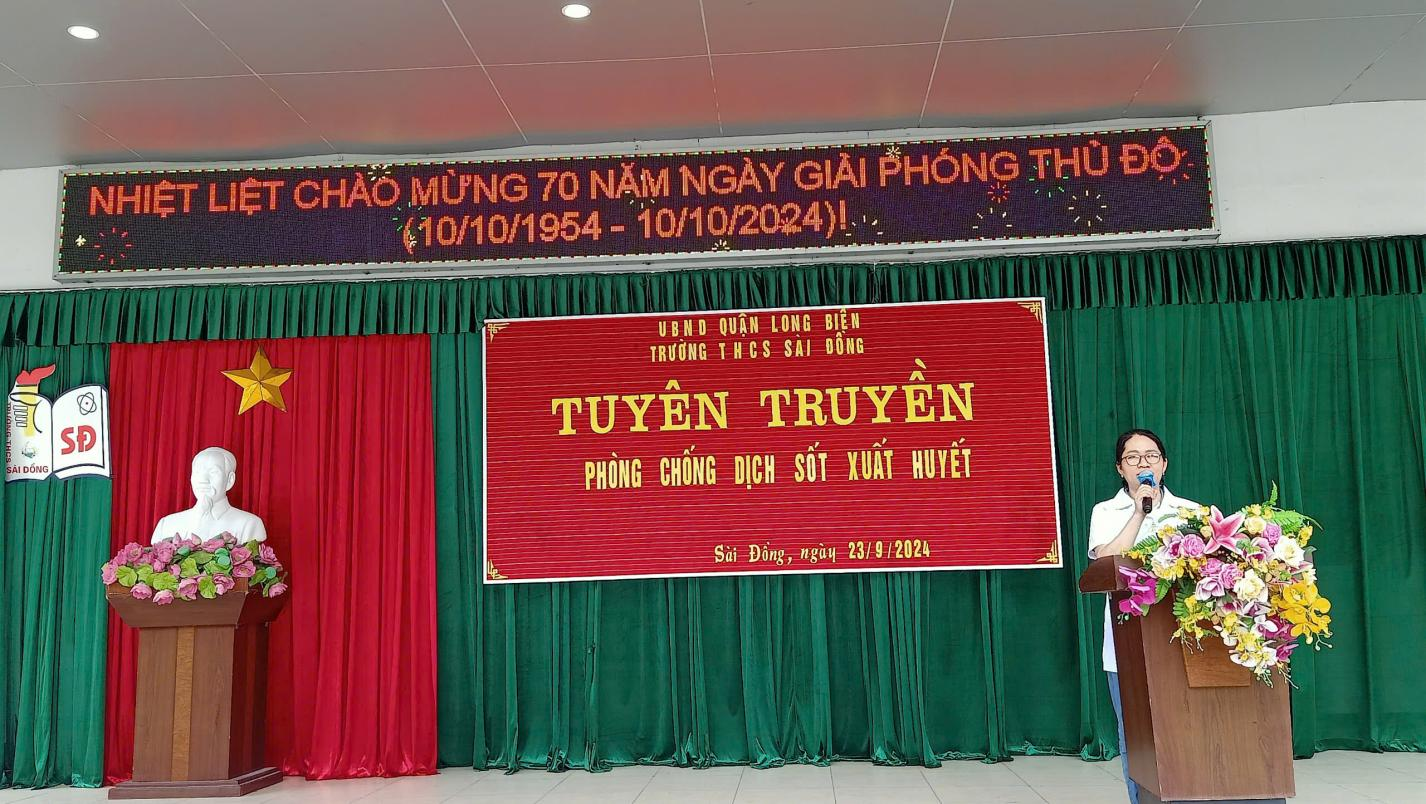 NHIỆT LIỆT CHÀO MỪNG 70 NĂM NGÀY GIẢI PHÓNG THỦ ĐÔ
(10/10/1954 - 10/10/2024)!
UBND QUẬN LONG BIÊN
TRƯỜNG THCS SÀI ĐỒNG
TUYÊN TRUYỀN
PHÒNG CHỐNG DỊCH SỐT XUẤT HUYẾT
Sài Đồng, ngày 23/9/2024
TRƯỜNG THCS
SÀI ĐỒNG
SĐ